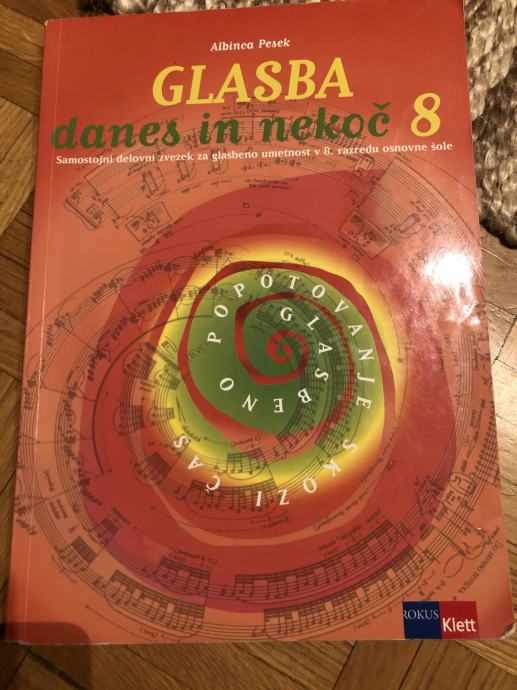 Albinca Pesek
GLASBA
danes in nekoč 8
Samostojni delovni zvezek za glasbeno umetnost v 8. razredu osnovne šole
GLASBENO POPOTOVANJE SKOZI ČAS
ROKUS Klett